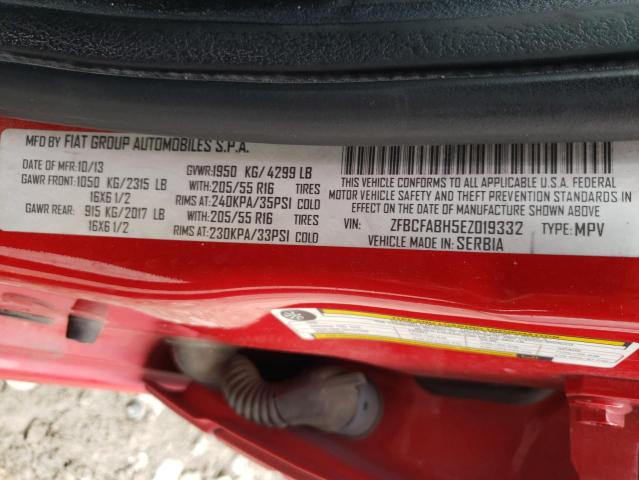 MFD BY FIAT GROUP AUTOMOBILES S.P.A.
DATE OF MFR:10/13 GVWR:1950 KG/4299 LB
GAWR FRONT:1050 KG/2315 LB WITH:205/55 R16 TIRES
16X6 1/2 RIMS AT:240KPA/35PSI COLD
GAWR REAR: 915 KG/2017 LB WITH:205/55 R16 TIRES
16X6 1/2 RIMS AT:230KPA/33PSI COLD
THIS VEHICLE CONFORMS TO ALL APPLICABLE U.S.A. FEDERAL
MOTOR VEHICLE SAFETY, BUMPER, AND THEFT PREVENTION STANDARDS IN
EFFECT ON THE DATE OF MANUFACTURE SHOWN ABOVE.
VIN: ZFBCFABH5EZ019332 TYPE: MPV
VEHICLE MADE IN: SERBIA